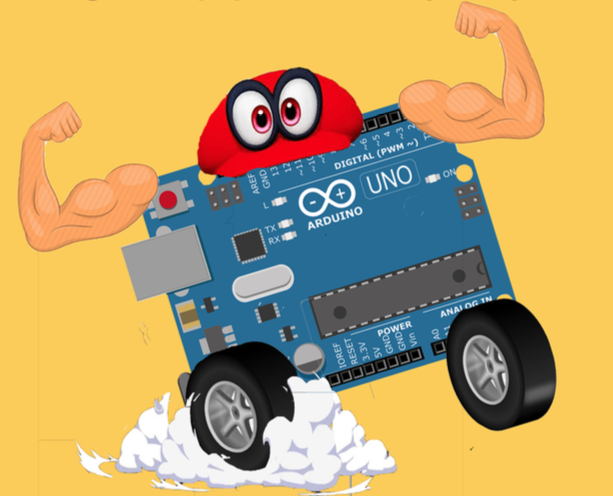 AREF
GND
13
12
~11
~10
~9
7
~6
~5
4
~3
2
DIGITAL (PWM ~)
L
TX
RX
ARDUINO
UNO
ON
IOREF
RESET
3.3V
5V
GND
GND
Vin
POWER
ANALOG IN
A0